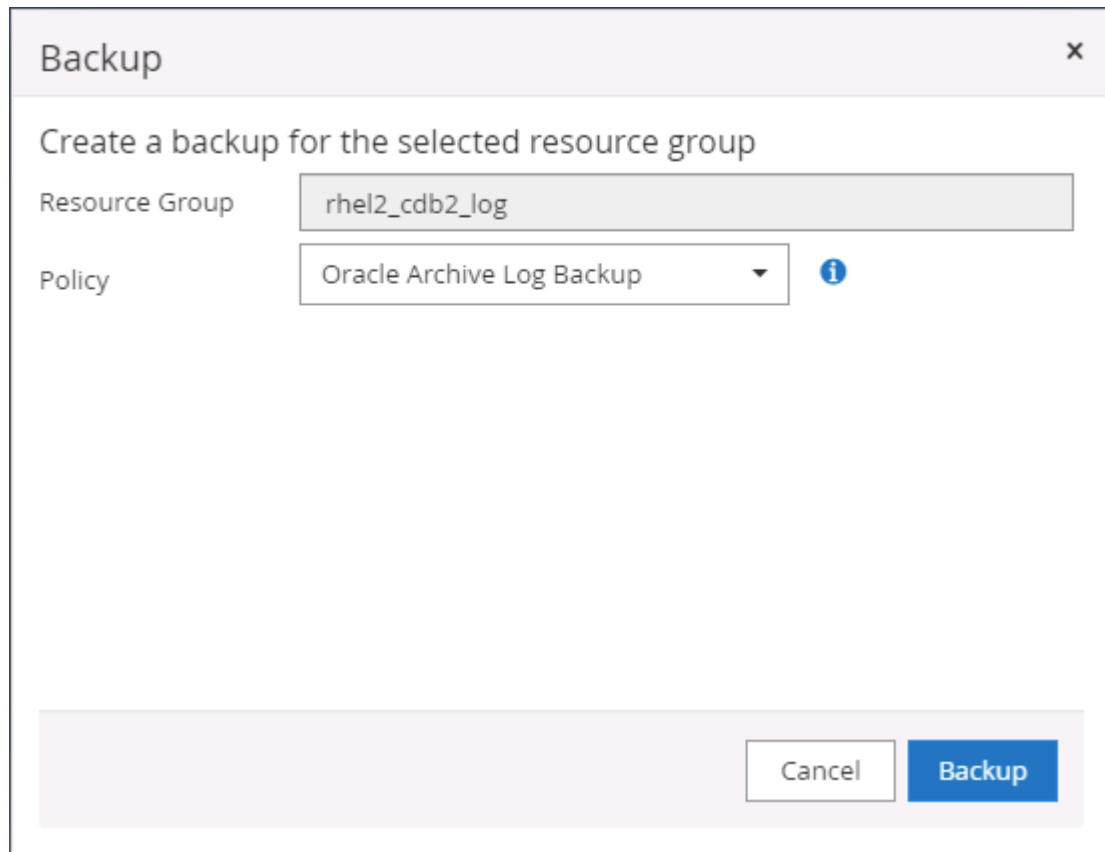 Backup
Create a backup for the selected resource group
Resource Group rhel2_cdb2_log
Policy Oracle Archive Log Backup
Cancel Backup